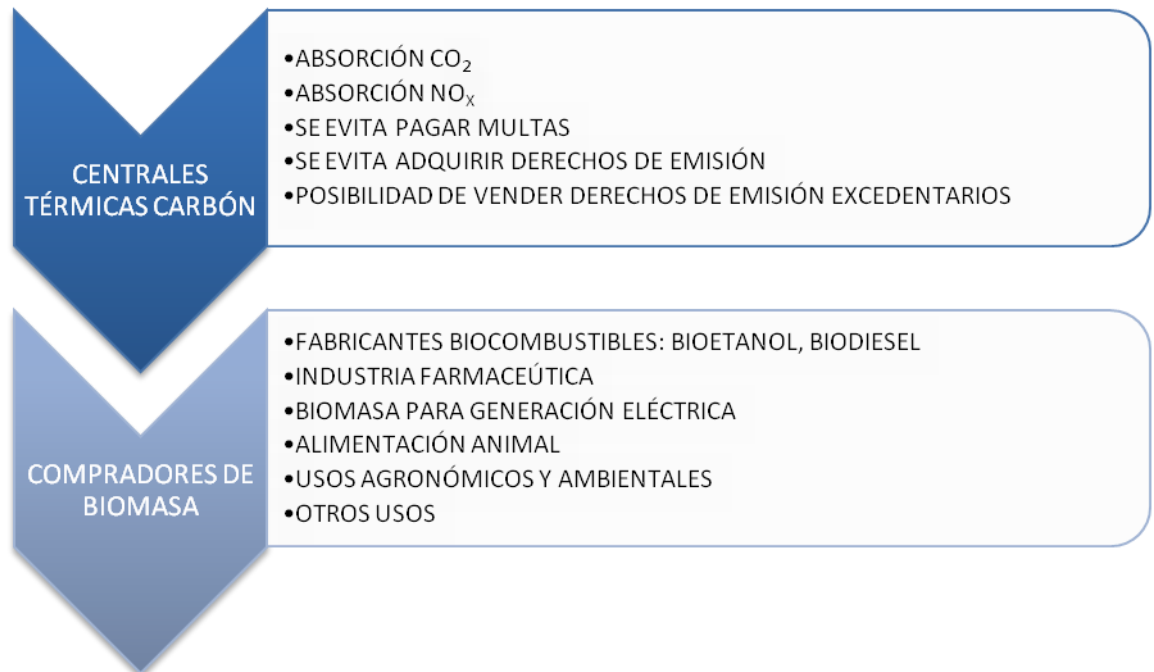 CENTRALES
TÉRMICAS CARBÓN
•ABSORCIÓN CO₂
•ABSORCIÓN NOₓ
•SE EVITA PAGAR MULTAS
•SE EVITA ADQUIRIR DERECHOS DE EMISIÓN
•POSIBILIDAD DE VENDER DERECHOS DE EMISIÓN EXCEDENTARIOS
COMPRADORES DE
BIOMASA
•FABRICANTES BIOCOMBUSTIBLES: BIOETANOL, BIODIESEL
•INDUSTRIA FARMACEÚTICA
•BIOMASA PARA GENERACIÓN ELÉCTRICA
•ALIMENTACIÓN ANIMAL
•USOS AGRONÓMICOS Y AMBIENTALES
•OTROS USOS